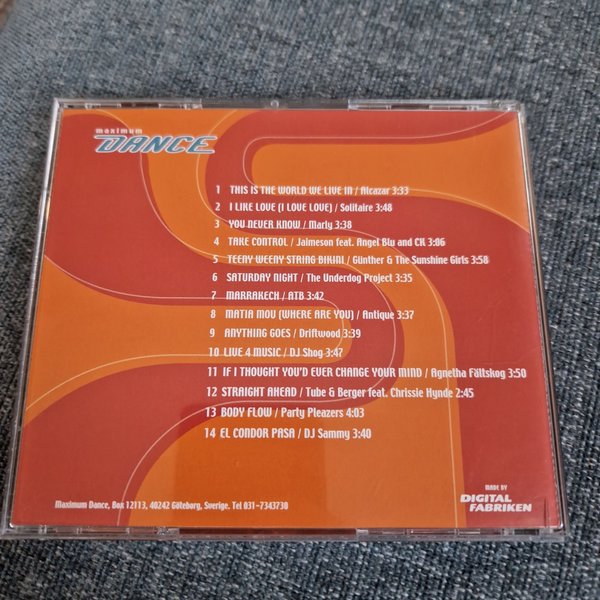 maximum
DANCE
1 THIS IS THE WORLD WE LIVE IN / Alcazar 3:33
2 I LIKE LOVE (I LOVE LOVE) / Solitaire 3:48
3 YOU NEVER KNOW / Marly 3:38
4 TAKE CONTROL / Jaimeson feat. Angel Blu and CK 3:06
5 TEENY WEENY STRING BIKINI / Günther & The Sunshine Girls 3:58
6 SATURDAY NIGHT / The Underdog Project 3:35
7 MARRAKECH / ATB 3:42
8 MATIA MOU (WHERE ARE YOU) / Antique 3:37
9 ANYTHING GOES / Driftwood 3:39
10 LIVE 4 MUSIC / DJ Shog 3:47
11 IF I THOUGHT YOU'D EVER CHANGE YOUR MIND / Agnetha Fältskog 3:50
12 STRAIGHT AHEAD / Tube & Berger feat. Chrissie Hynde 2:45
13 BODY FLOW / Party Pleazers 4:03
14 EL CONDOR PASA / DJ Sammy 3:40
Maximum Dance, Box 12113, 40242 Göteborg, Sverige. Tel 031-7343730
MADE BY
DIGITAL
FABRIKEN